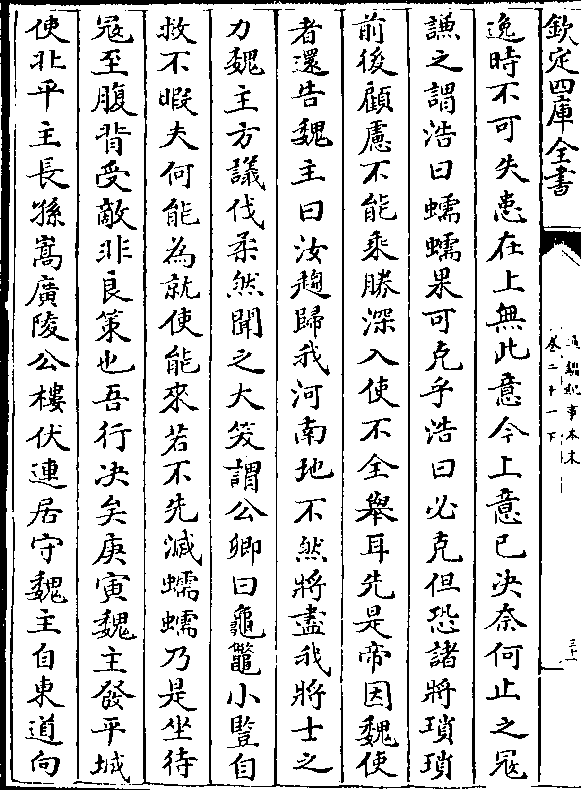 欽定四庫全書
通鑑紀事本末
卷二十一下
三十一
逸時不可失患在上無此意今上意已決奈何止之冦
謙之謂浩曰蠕蠕果可克乎浩曰必克但恐諸將瑣瑣
前後顧慮不能乗勝深入使不全舉耳先是帝因魏使
者還告魏主曰汝趨歸我河南地不然將盡我將士之
力魏主方議伐柔然聞之大笑謂公卿曰龜鼈小豎自
救不暇夫何能為就使能來若不先滅蠕蠕乃是坐待
冦至腹背受敵非良策也吾行决矣庚寅魏主發平城
使北平主長孫嵩廣陵公樓伏連居守魏主自東道向